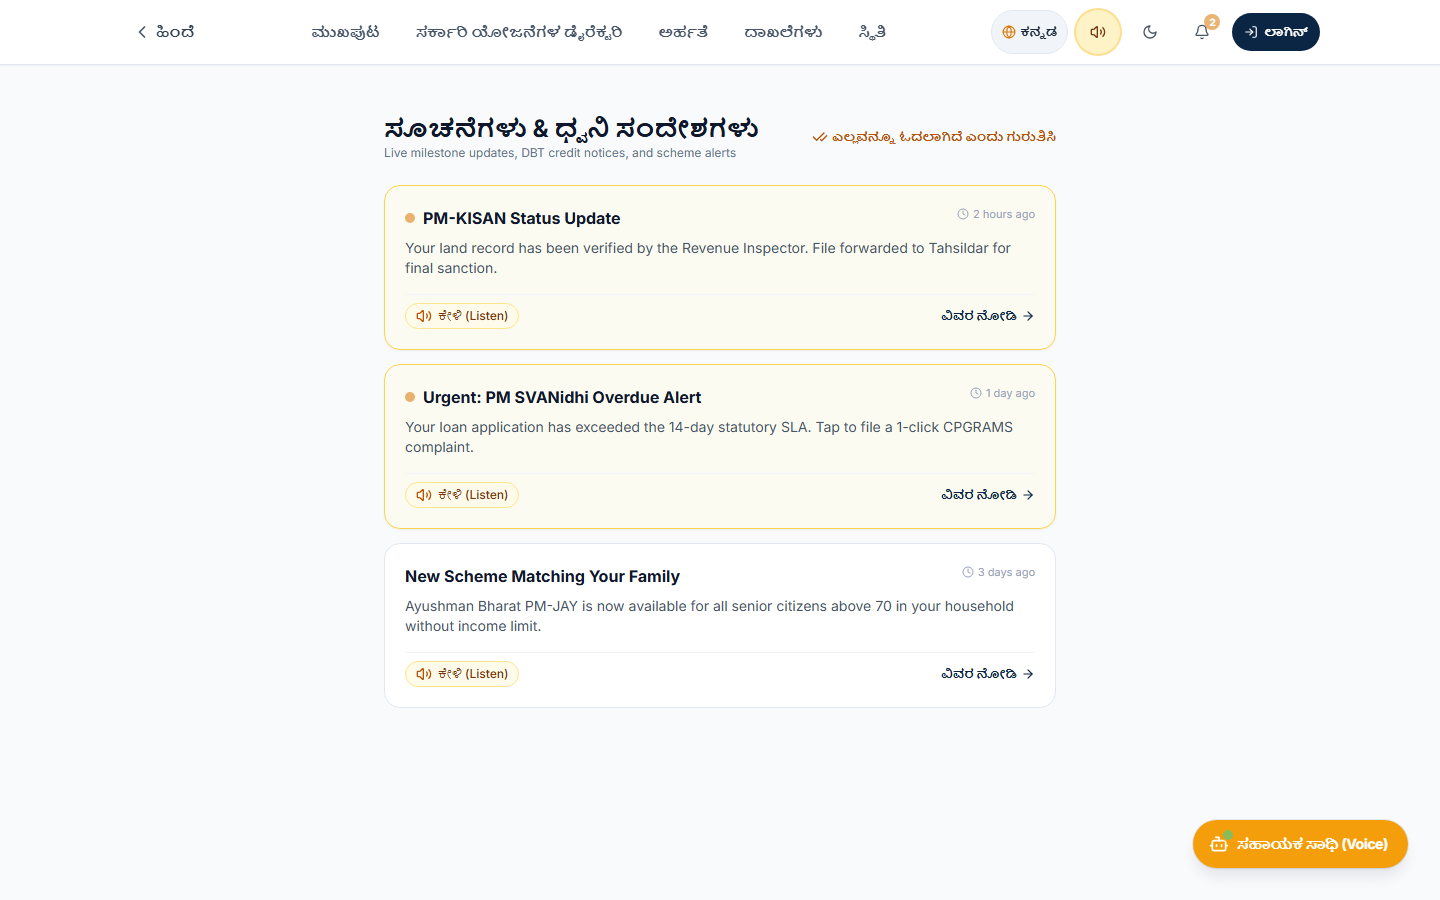 ಹಿಂದೆ
ಮುಖಪುಟ
ಸರ್ಕಾರಿ ಯೋಜನೆಗಳ ಡೈರೆಕ್ಟರಿ
ಅರ್ಹತೆ
ದಾಖಲೆಗಳು
ಸ್ಥಿತಿ
ಕನ್ನಡ
2
ಲಾಗಿನ್
ಸೂಚನೆಗಳು & ಧ್ವನಿ ಸಂದೇಶಗಳು
Live milestone updates, DBT credit notices, and scheme alerts
ಎಲ್ಲವನ್ನೂ ಓದಲಾಗಿದೆ ಎಂದು ಗುರುತಿಸಿ
PM-KISAN Status Update
2 hours ago
Your land record has been verified by the Revenue Inspector. File forwarded to Tahsildar for
final sanction.
ಕೇಳಿ (Listen)
ವಿವರ ನೋಡಿ
Urgent: PM SVANidhi Overdue Alert
1 day ago
Your loan application has exceeded the 14-day statutory SLA. Tap to file a 1-click CPGRAMS
complaint.
ಕೇಳಿ (Listen)
ವಿವರ ನೋಡಿ
New Scheme Matching Your Family
3 days ago
Ayushman Bharat PM-JAY is now available for all senior citizens above 70 in your household
without income limit.
ಕೇಳಿ (Listen)
ವಿವರ ನೋಡಿ
ಸಹಾಯಕ ಸಾಥಿ (Voice)